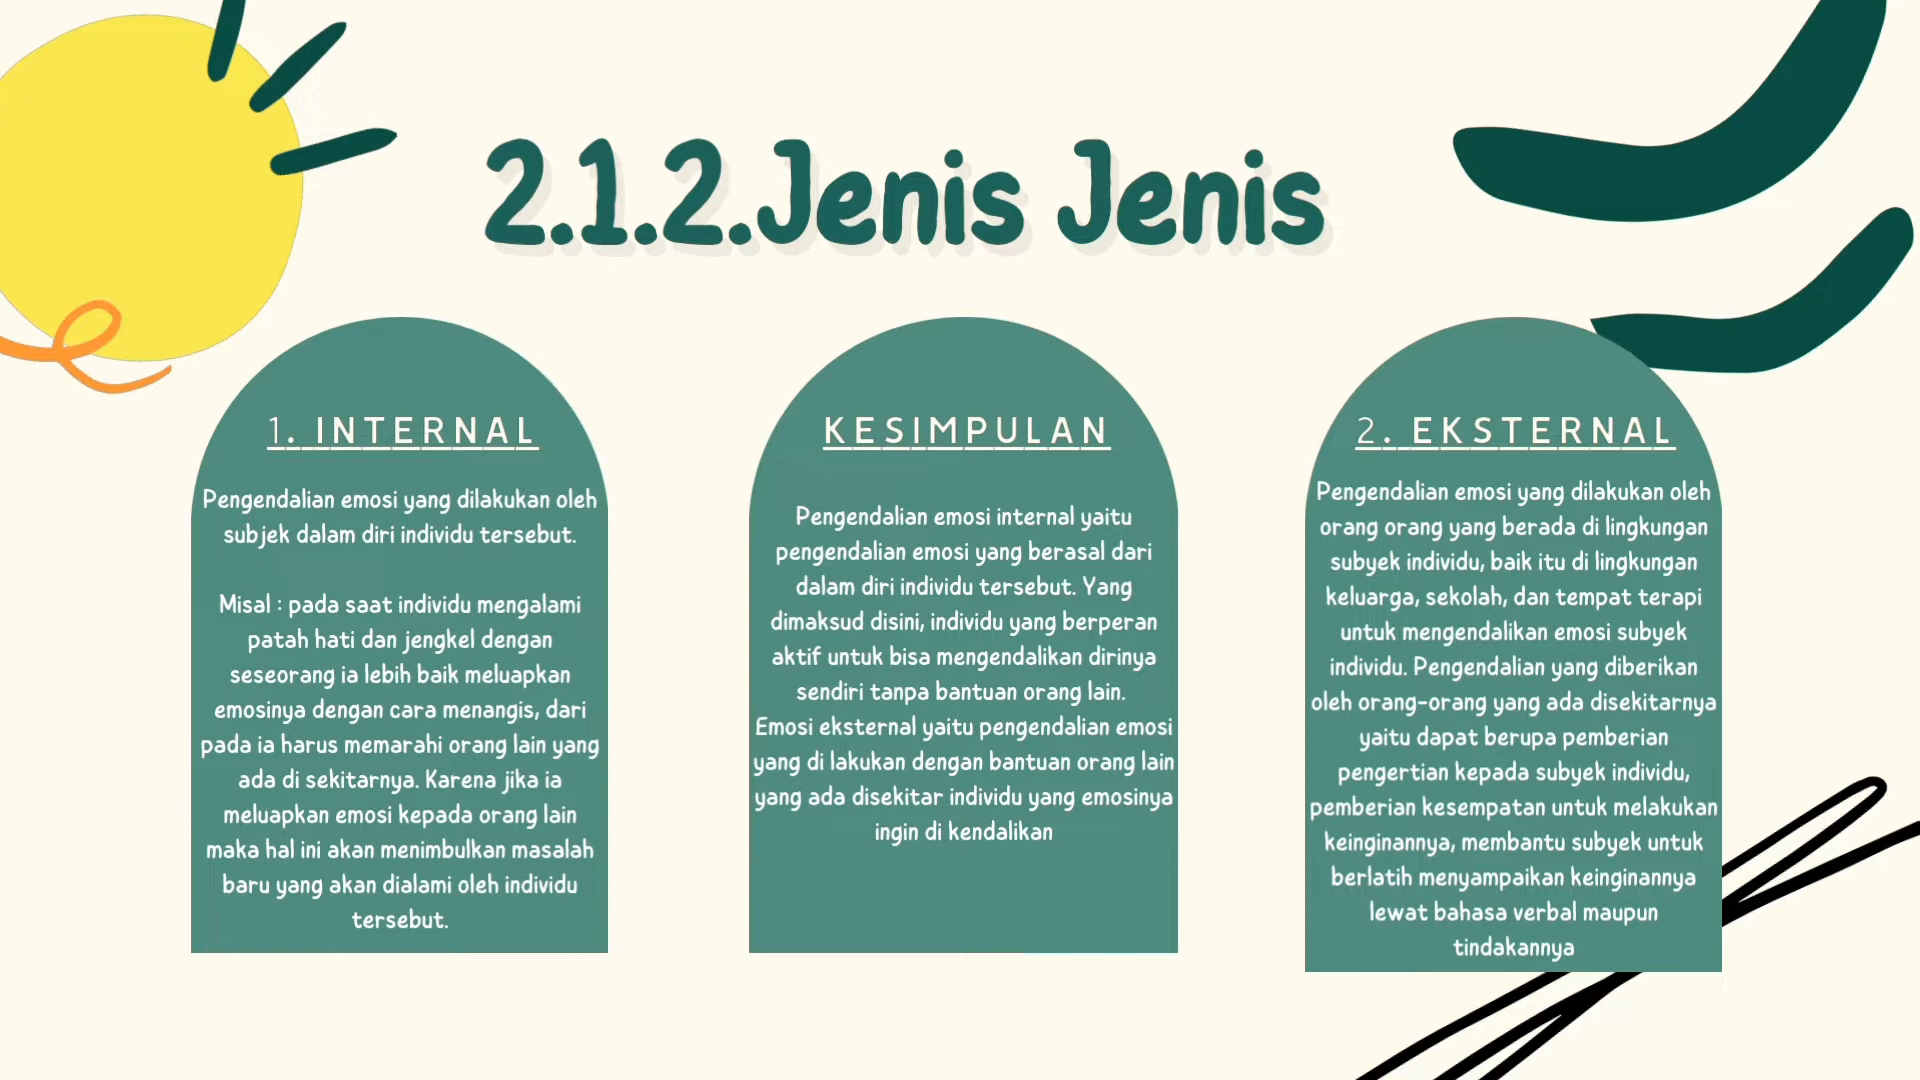 2.1.2.Jenis Jenis
1. INTERNAL
Pengendalian emosi yang dilakukan oleh
subjek dalam diri individu tersebut.
Misal : pada saat individu mengalami
patah hati dan jengkel dengan
seseorang ia lebih baik meluapkan
emosinya dengan cara menangis, dari
pada ia harus memarahi orang lain yang
ada di sekitarnya. Karena jika ia
meluapkan emosi kepada orang lain
maka hal ini akan menimbulkan masalah
baru yang akan dialami oleh individu
tersebut.
KESIMPULAN
Pengendalian emosi internal yaitu
pengendalian emosi yang berasal dari
dalam diri individu tersebut. Yang
dimaksud disini, individu yang berperan
aktif untuk bisa mengendalikan dirinya
sendiri tanpa bantuan orang lain.
Emosi eksternal yaitu pengendalian emosi
yang di lakukan dengan bantuan orang lain
yang ada disekitar individu yang emosinya
ingin di kendalikan
2. EKSTERNAL
Pengendalian emosi yang dilakukan oleh
orang orang yang berada di lingkungan
subyek individu, baik itu di lingkungan
keluarga, sekolah, dan tempat terapi
untuk mengendalikan emosi subyek
individu. Pengendalian yang diberikan
oleh orang-orang yang ada disekitarnya
yaitu dapat berupa pemberian
pengertian kepada subyek individu,
pemberian kesempatan untuk melakukan
keinginannya, membantu subyek untuk
berlatih menyampaikan keinginannya
lewat bahasa verbal maupun
tindakannya